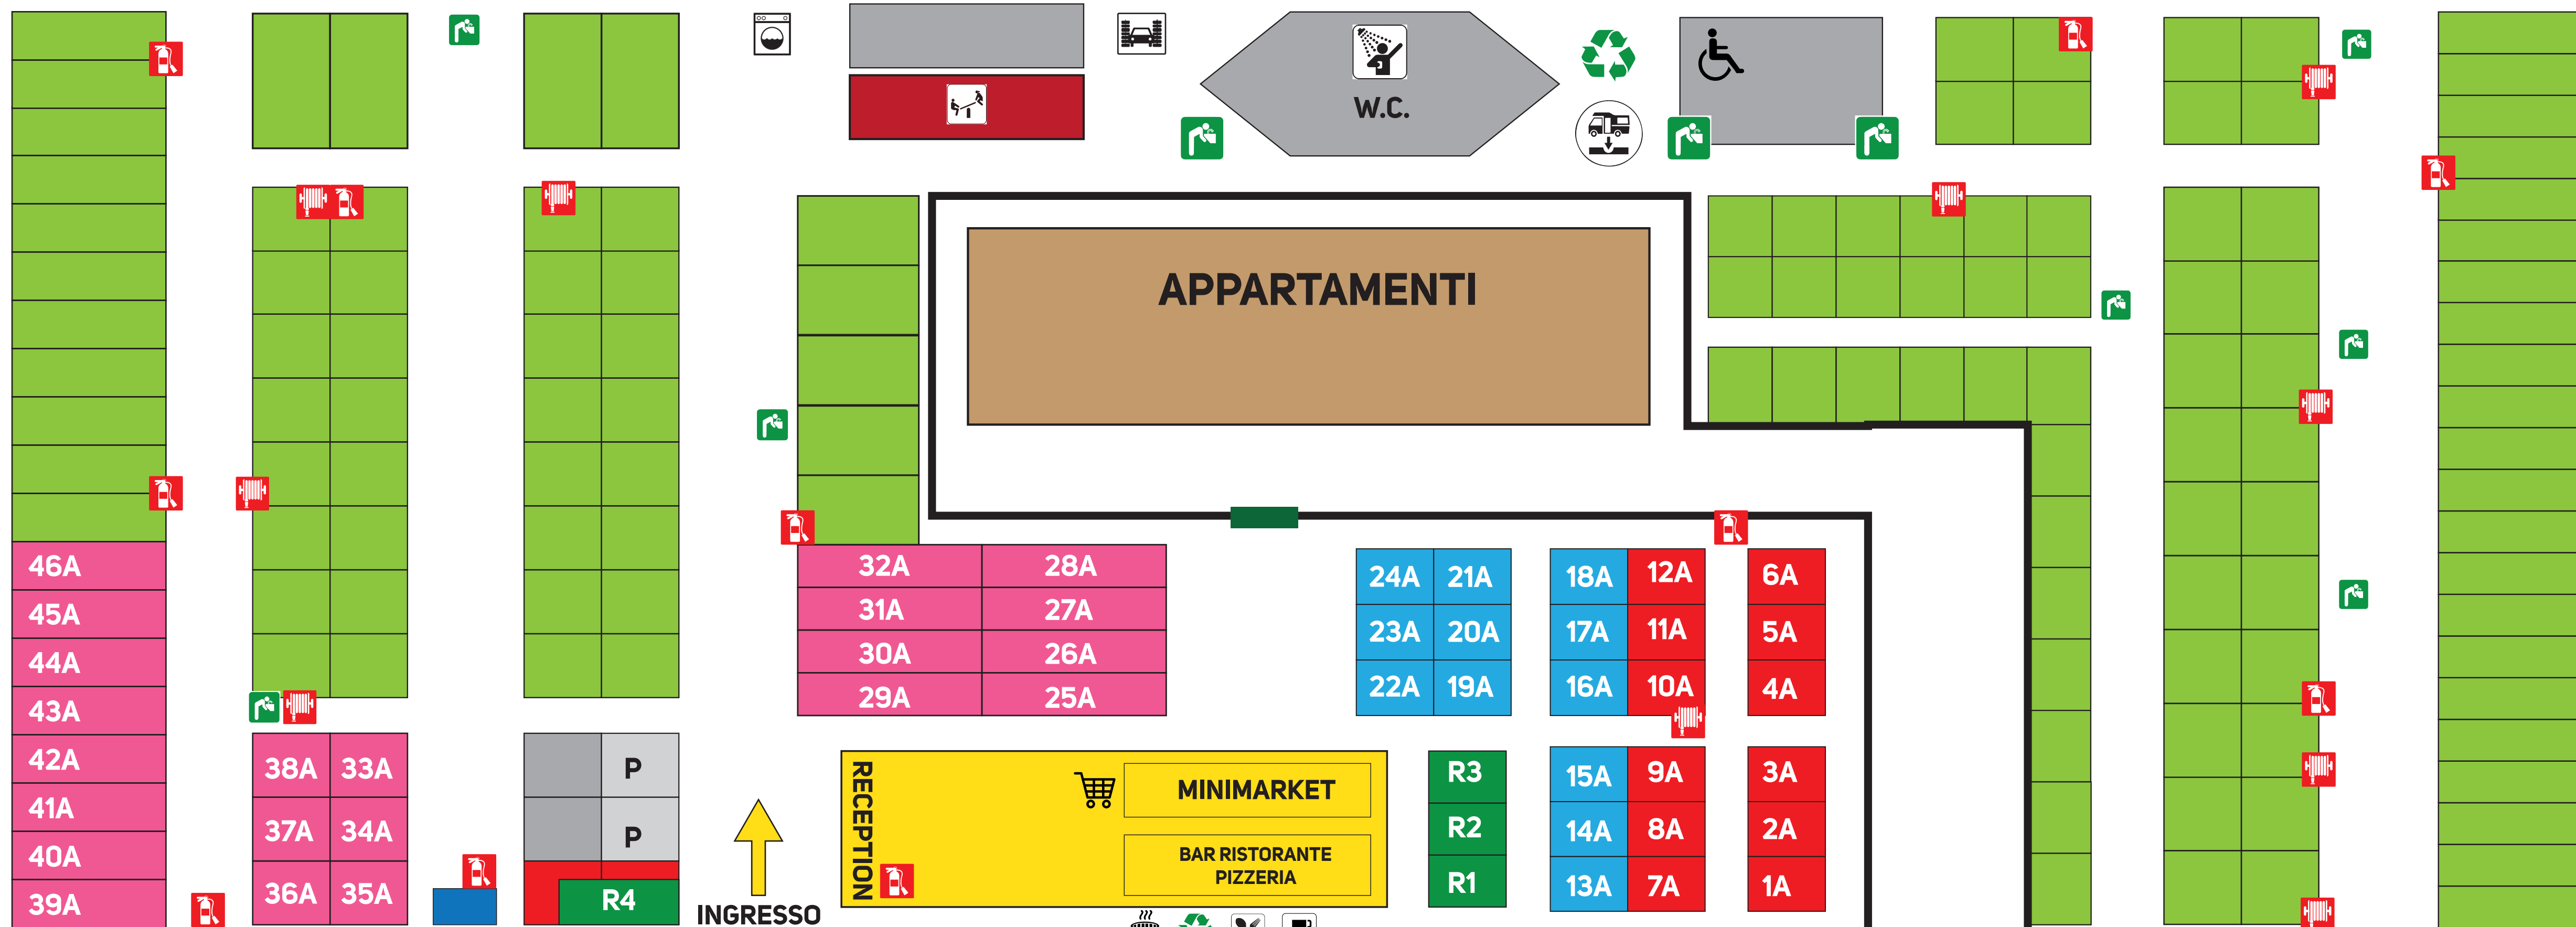 W.C.
APPARTAMENTI
46A
45A
44A
43A
42A
41A
40A
39A
38A 33A
37A 34A
36A 35A
P
P
R4
INGRESSO
32A 28A
31A 27A
30A 26A
29A 25A
RECEPTION
MINIMARKET
BAR RISTORANTE
PIZZERIA
24A 21A
23A 20A
22A 19A
R3
R2
R1
18A 12A
17A 11A
16A 10A
15A 9A
14A 8A
13A 7A
6A
5A
4A
3A
2A
1A